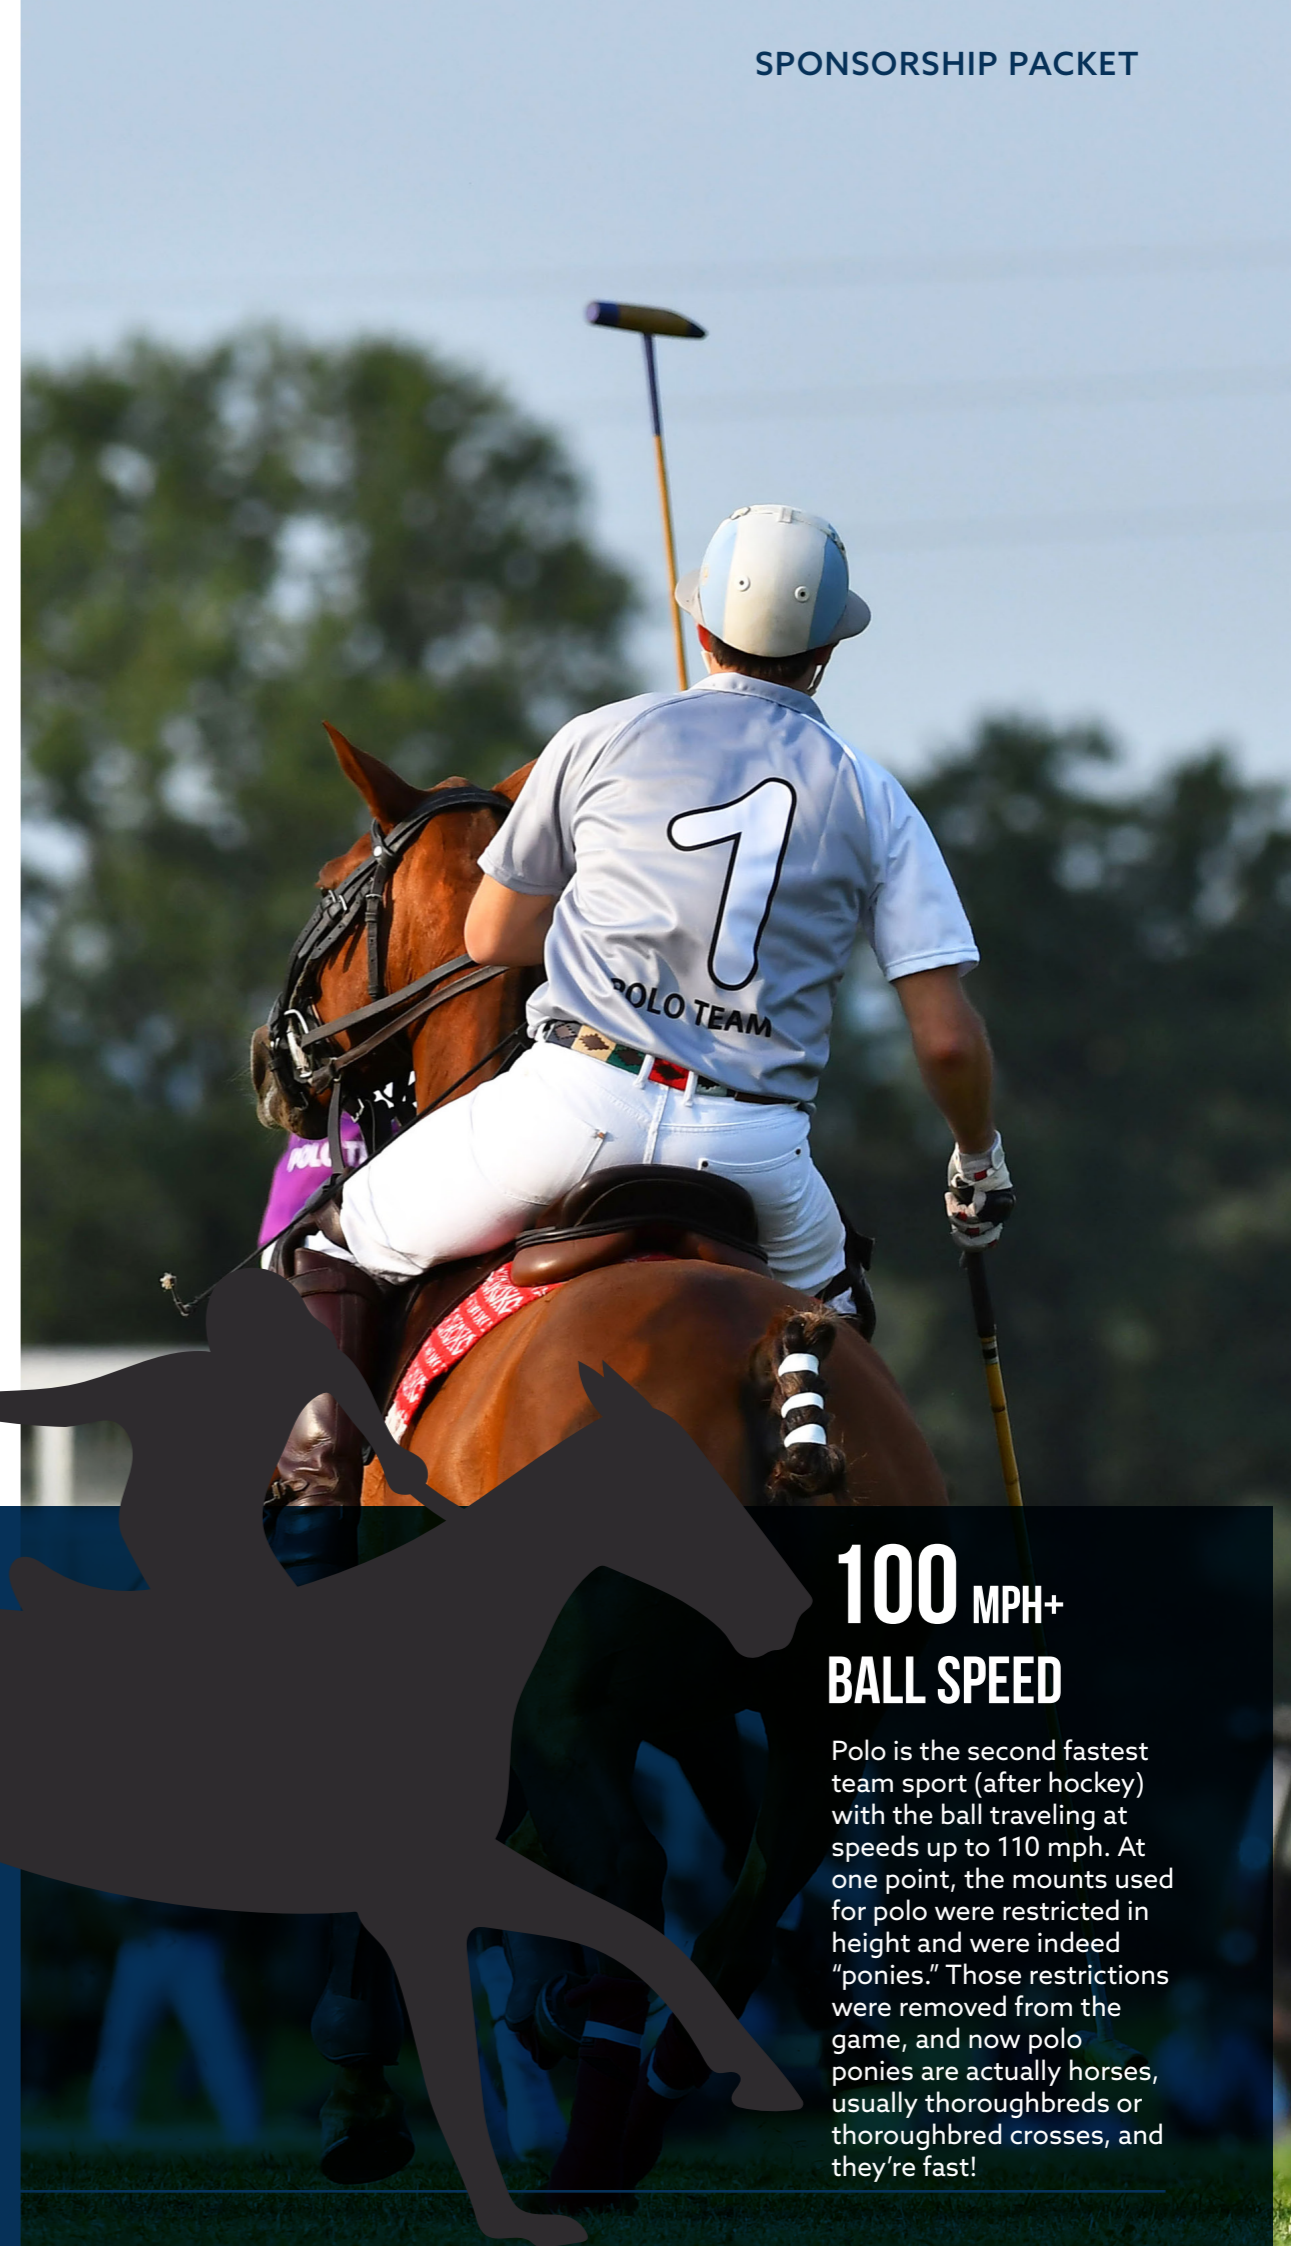 SPONSORSHIP PACKET
1
POLO TEAM
100 MPH+
BALL SPEED
Polo is the second fastest
team sport (after hockey)
with the ball traveling at
speeds up to 110 mph. At
one point, the mounts used
for polo were restricted in
height and were indeed
“ponies.” Those restrictions
were removed from the
game, and now polo
ponies are actually horses,
usually thoroughbreds or
thoroughbred crosses, and
they’re fast!